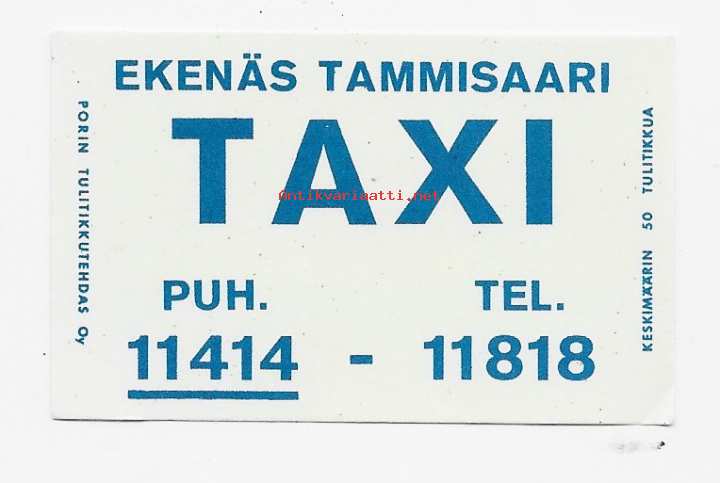 EKENÄS TAMMISAARI
TAXI
PUH. TEL.
11414 - 11818
PORIN TULITIKKUTEHDAS Oy
KESKIMÄÄRIN 50 TULITIKKUA
Antikvariaatti.net